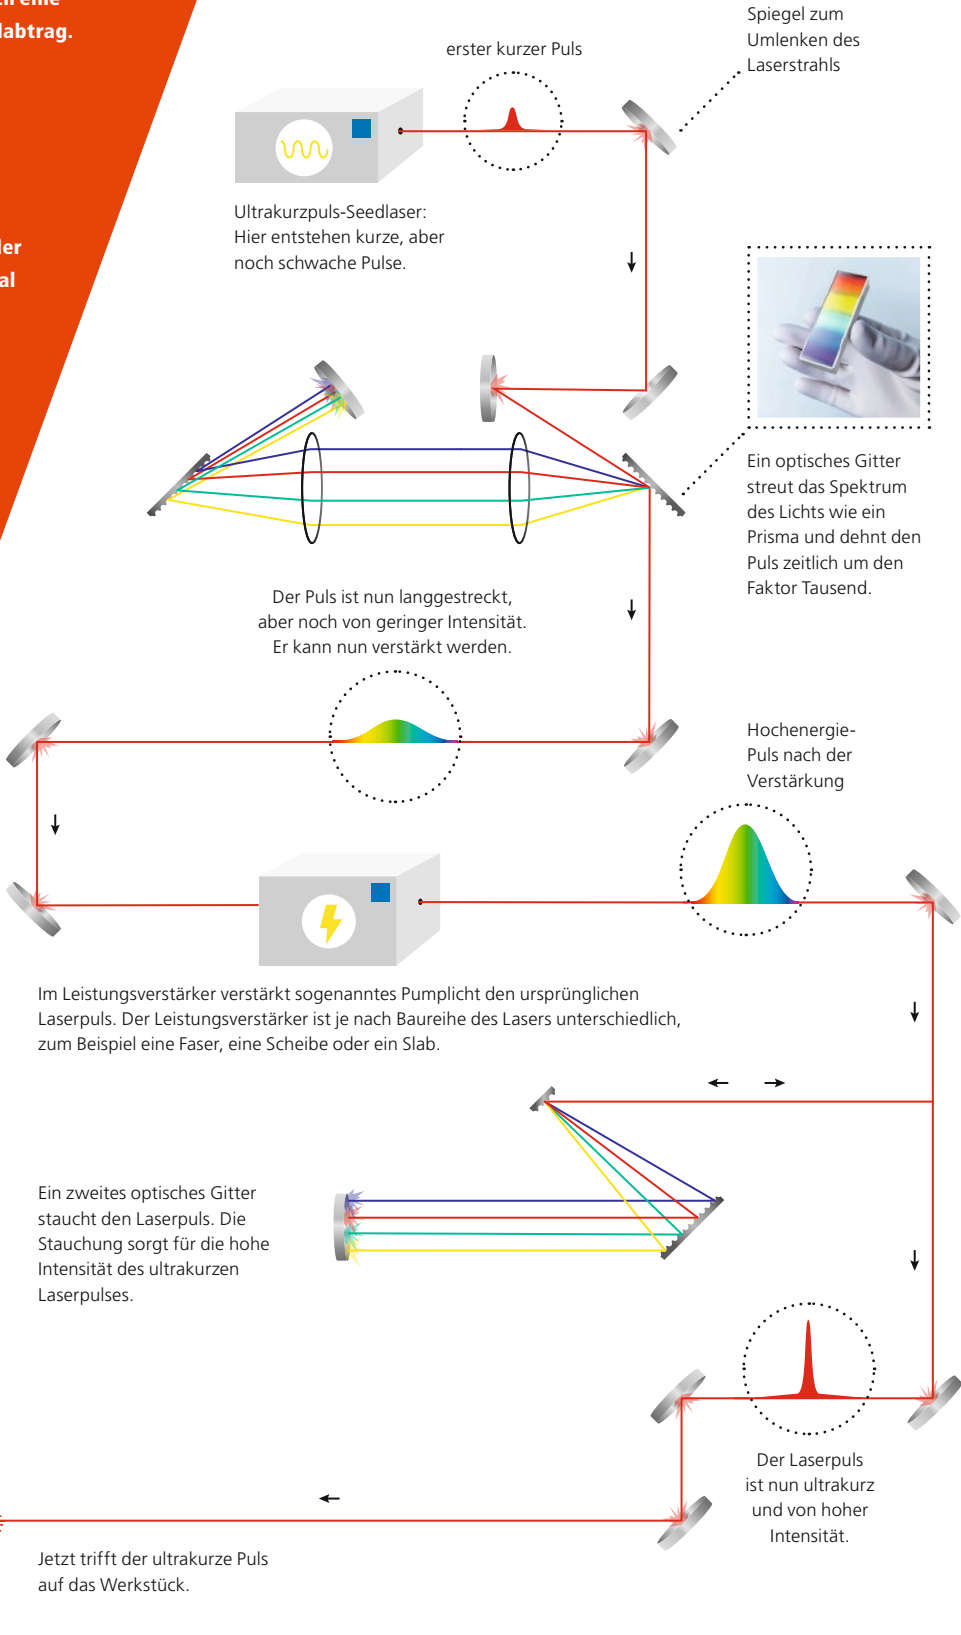 abtrag.
erster kurzer Puls
Spiegel zum
Umlenken des
Laserstrahls
Ultrakurzpuls-Seedlaser:
Hier entstehen kurze, aber
noch schwache Pulse.
Ein optisches Gitter
streut das Spektrum
des Lichts wie ein
Prisma und dehnt den
Puls zeitlich um den
Faktor Tausend.
Der Puls ist nun langgestreckt,
aber noch von geringer Intensität.
Er kann nun verstärkt werden.
Hochenergie-
Puls nach der
Verstärkung
Im Leistungsverstärker verstärkt sogenanntes Pumplicht den ursprünglichen
Laserpuls. Der Leistungsverstärker ist je nach Baureihe des Lasers unterschiedlich,
zum Beispiel eine Faser, eine Scheibe oder ein Slab.
Ein zweites optisches Gitter
staucht den Laserpuls. Die
Stauchung sorgt für die hohe
Intensität des ultrakurzen
Laserpulses.
Der Laserpuls
ist nun ultrakurz
und von hoher
Intensität.
Jetzt trifft der ultrakurze Puls
auf das Werkstück.